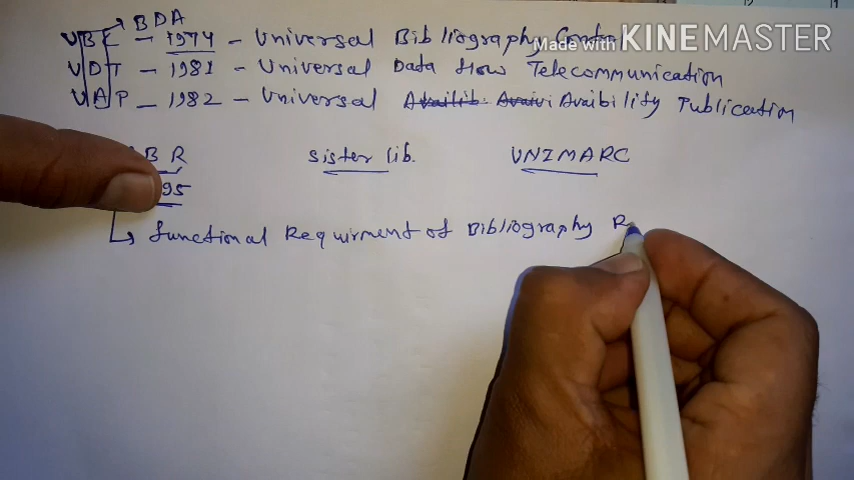 BDA
UBC - 1974 - Universal Bibliography Control
Made with KINEMASTER
UDT - 1981 - Universal Data flow Telecommunication
UAP - 1982 - Universal Avaibility Publication
BR sister lib. UNIMARC
95
functional Requirment of Bibliography R